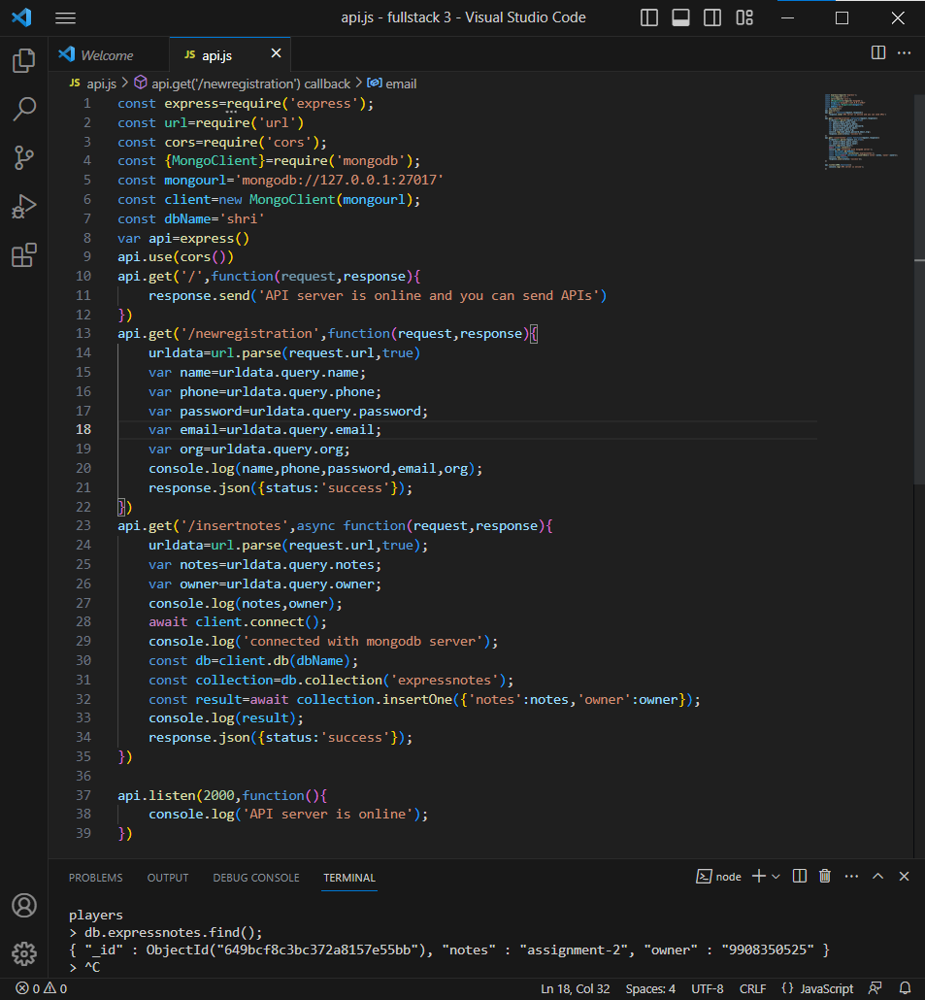 api.js - fullstack 3 - Visual Studio Code
Welcome
JS api.js
JS api.js > api.get('/newregistration') callback > email
1 const express=require('express');
2 const url=require('url')
3 const cors=require('cors');
4 const {MongoClient}=require('mongodb');
5 const mongourl='mongodb://127.0.0.1:27017'
6 const client=new MongoClient(mongourl);
7 const dbName='shri'
8 var api=express()
9 api.use(cors())
10 api.get('/',function(request,response){
11 response.send('API server is online and you can send APIs')
12 })
13 api.get('/newregistration',function(request,response){
14 urldata=url.parse(request.url,true)
15 var name=urldata.query.name;
16 var phone=urldata.query.phone;
17 var password=urldata.query.password;
18 var email=urldata.query.email;
19 var org=urldata.query.org;
20 console.log(name,phone,password,email,org);
21 response.json({status:'success'});
22 })
23 api.get('/insertnotes',async function(request,response){
24 urldata=url.parse(request.url,true);
25 var notes=urldata.query.notes;
26 var owner=urldata.query.owner;
27 console.log(notes,owner);
28 await client.connect();
29 console.log('connected with mongodb server');
30 const db=client.db(dbName);
31 const collection=db.collection('expressnotes');
32 const result=await collection.insertOne({'notes':notes,'owner':owner});
33 console.log(result);
34 response.json({status:'success'});
35 })
36
37 api.listen(2000,function(){
38 console.log('API server is online');
39 })
PROBLEMS OUTPUT DEBUG CONSOLE TERMINAL node
players
> db.expressnotes.find();
{ "_id" : ObjectId("649bcf8c3bc372a8157e55bb"), "notes" : "assignment-2", "owner" : "9908350525" }
> ^C
0 0 Ln 18, Col 32 Spaces: 4 UTF-8 CRLF {} JavaScript